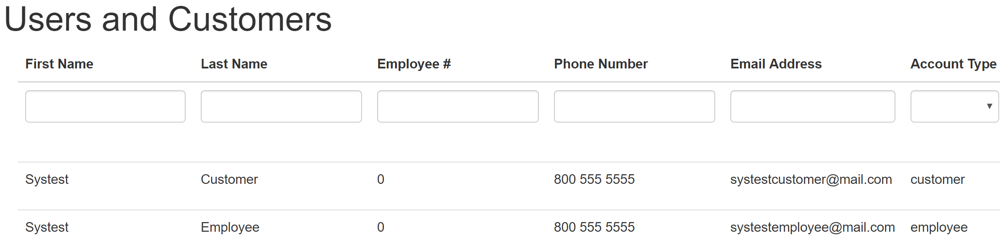 Users and Customers
First Name Last Name Employee # Phone Number Email Address Account Type
Systest Customer 0 800 555 5555 systestcustomer@mail.com customer
Systest Employee 0 800 555 5555 systestemployee@mail.com employee